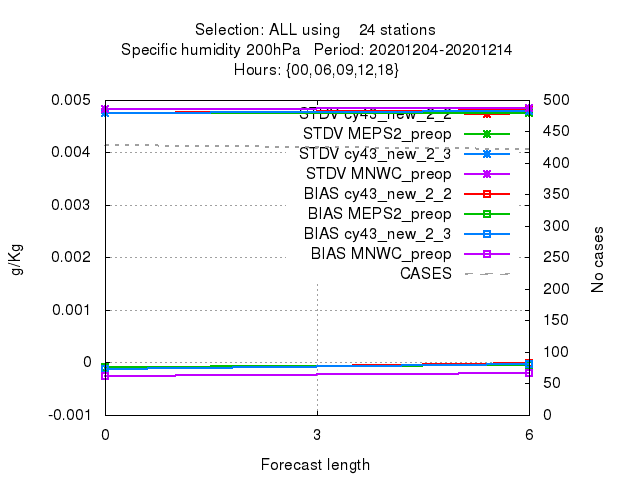 Selection: ALL using 24 stations
Specific humidity 200hPa Period: 20201204-20201214
Hours: {00,06,09,12,18}
0.005
0.004
0.003
0.002
0.001
0
-0.001
g/Kg
500
450
400
350
300
250
200
150
100
50
0
No cases
STDV cy43_new_2_2
STDV MEPS2_preop
STDV cy43_new_2_3
STDV MNWC_preop
BIAS cy43_new_2_2
BIAS MEPS2_preop
BIAS cy43_new_2_3
BIAS MNWC_preop
CASES
0 3 6
Forecast length